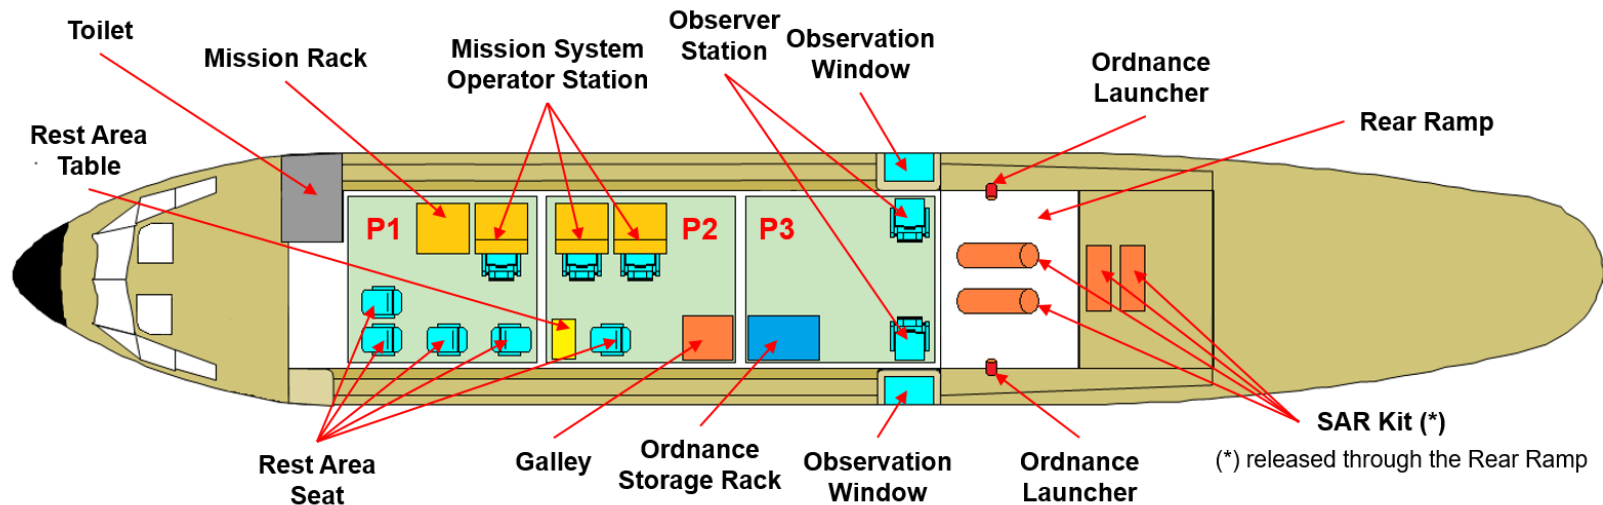 Toilet
Mission Rack
Mission System
Operator Station
Observer
Station
Observation
Window
Ordnance
Launcher
Rear Ramp
Rest Area
Table
P1
P2
P3
Rest Area
Seat
Galley
Ordnance
Storage Rack
Observation
Window
Ordnance
Launcher
SAR Kit (*)
(*) released through the Rear Ramp